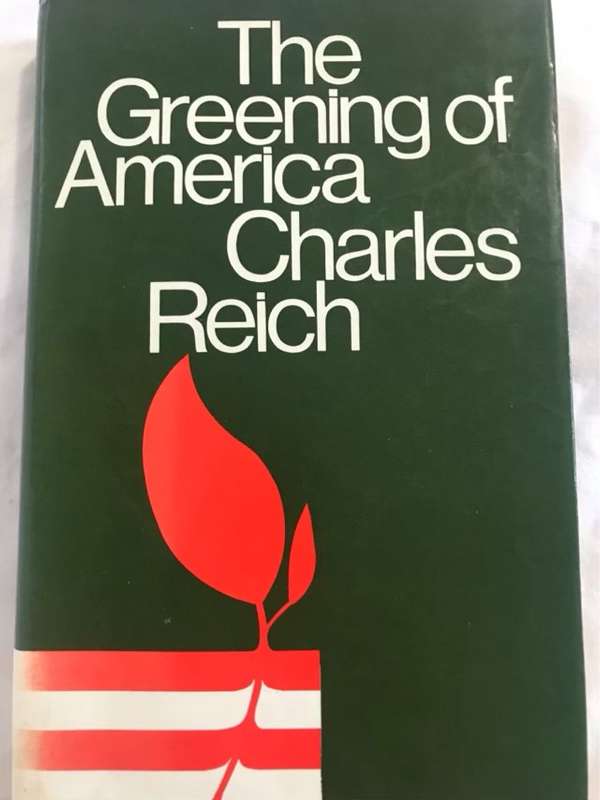 The
Greening of
America
Charles
Reich